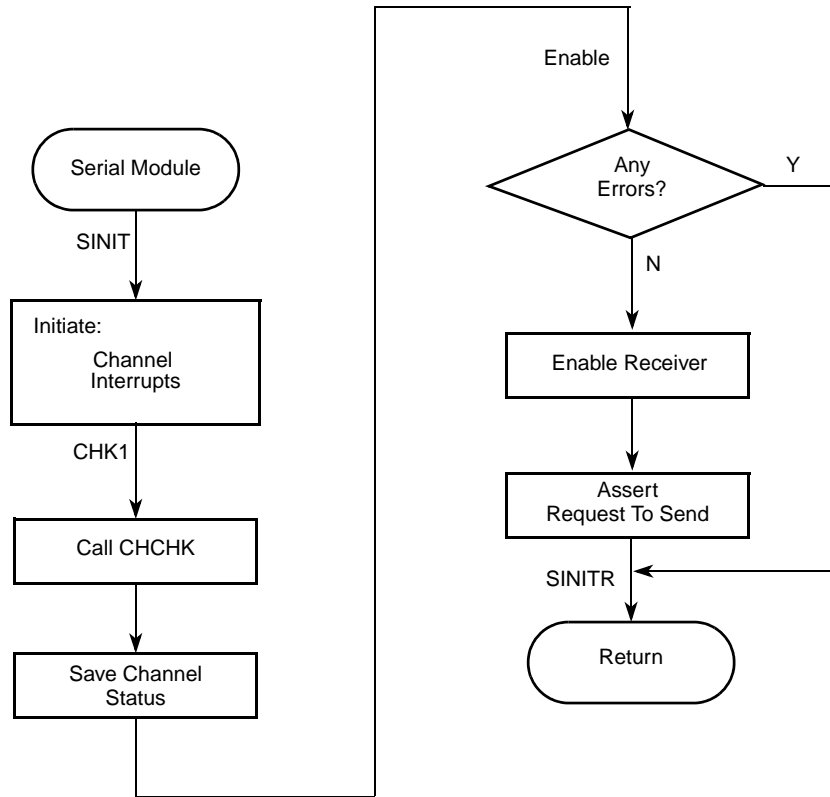 Serial Module
SINIT
Initiate:
Channel
Interrupts
CHK1
Call CHCHK
Save Channel
Status
Enable
Any
Errors?
Y
N
Enable Receiver
Assert
Request To Send
SINITR
Return